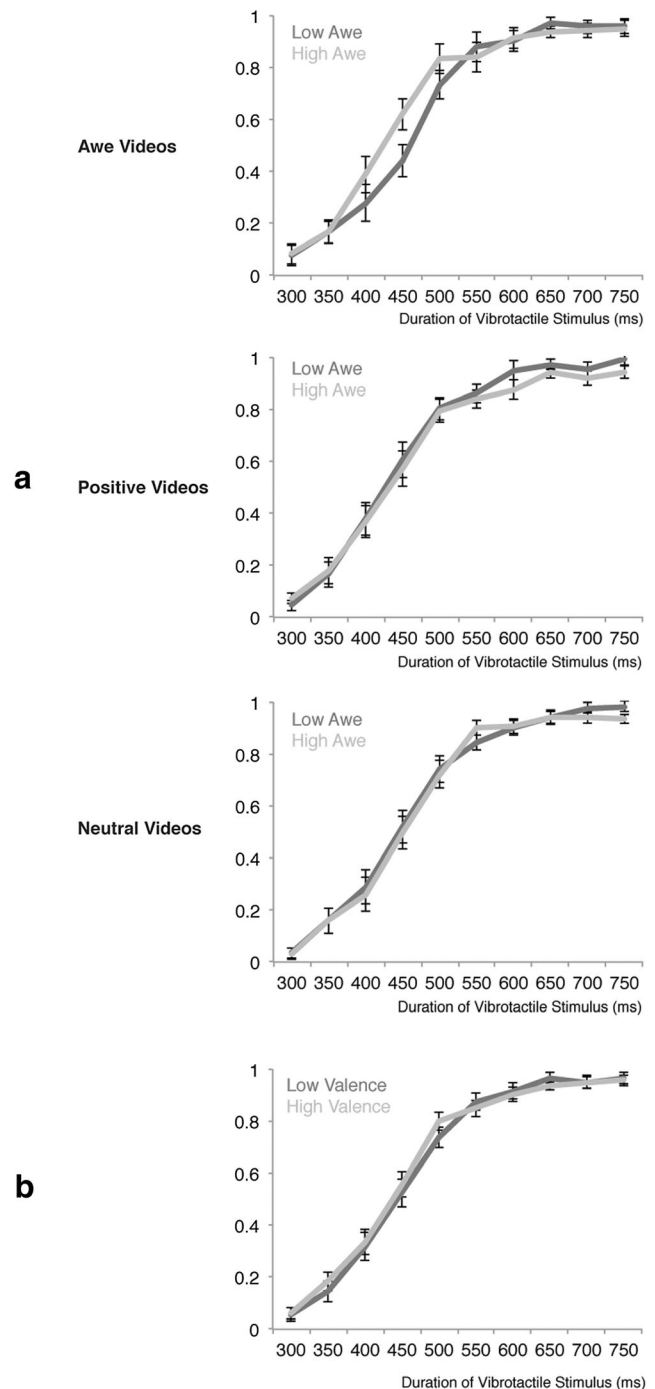 1
Low Awe
High Awe
0.8
0.6
Awe Videos
0.4
0.2
0
300 350 400 450 500 550 600 650 700 750
Duration of Vibrotactile Stimulus (ms)
1
Low Awe
High Awe
0.8
0.6
a
Positive Videos
0.4
0.2
0
300 350 400 450 500 550 600 650 700 750
Duration of Vibrotactile Stimulus (ms)
1
Low Awe
High Awe
0.8
0.6
Neutral Videos
0.4
0.2
0
300 350 400 450 500 550 600 650 700 750
Duration of Vibrotactile Stimulus (ms)
1
Low Valence
High Valence
0.8
0.6
b
0.4
0.2
0
300 350 400 450 500 550 600 650 700 750
Duration of Vibrotactile Stimulus (ms)